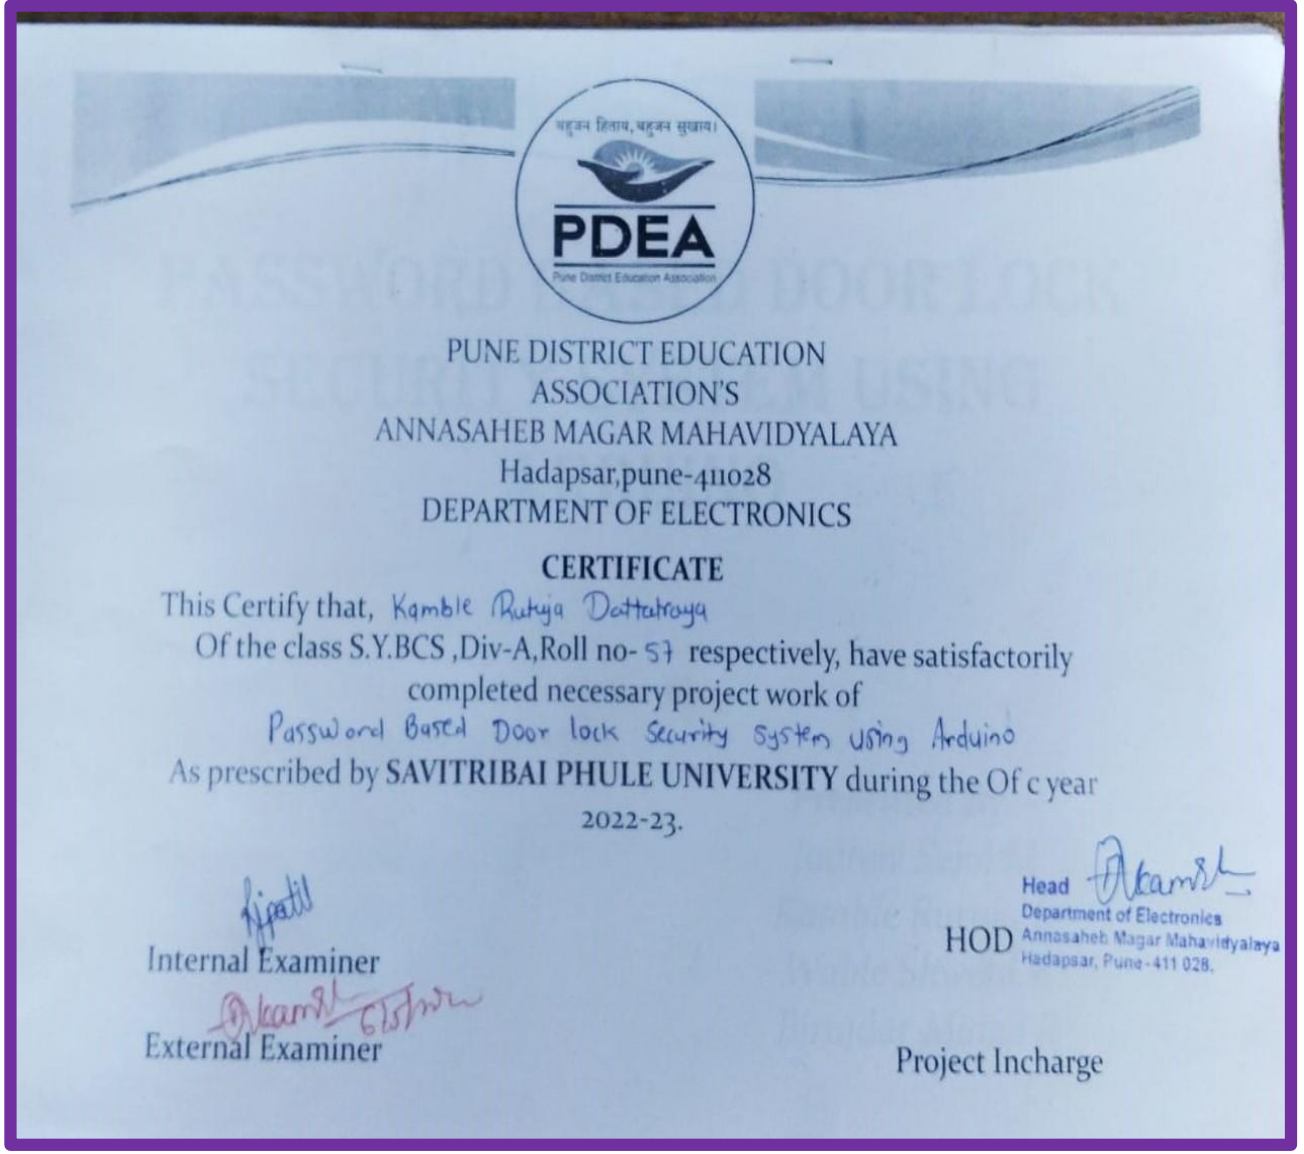 बहुजन हिताय, बहुजन सुखाय।
PDEA
Pune District Education Association
PUNE DISTRICT EDUCATION
ASSOCIATION'S
ANNASAHEB MAGAR MAHAVIDYALAYA
Hadapsar,pune-411028
DEPARTMENT OF ELECTRONICS
CERTIFICATE
This Certify that, Kamble Rutuja Dattatraya
Of the class S.Y.BCS ,Div-A,Roll no- 57 respectively, have satisfactorily
completed necessary project work of
Password Based Door lock Security system using Arduino
As prescribed by SAVITRIBAI PHULE UNIVERSITY during the Of c year
2022-23.
Head
Department of Electronics
HOD Annasaheb Magar Mahavidyalaya
Hadapsar, Pune-411 028.
Internal Examiner
External Examiner
Project Incharge